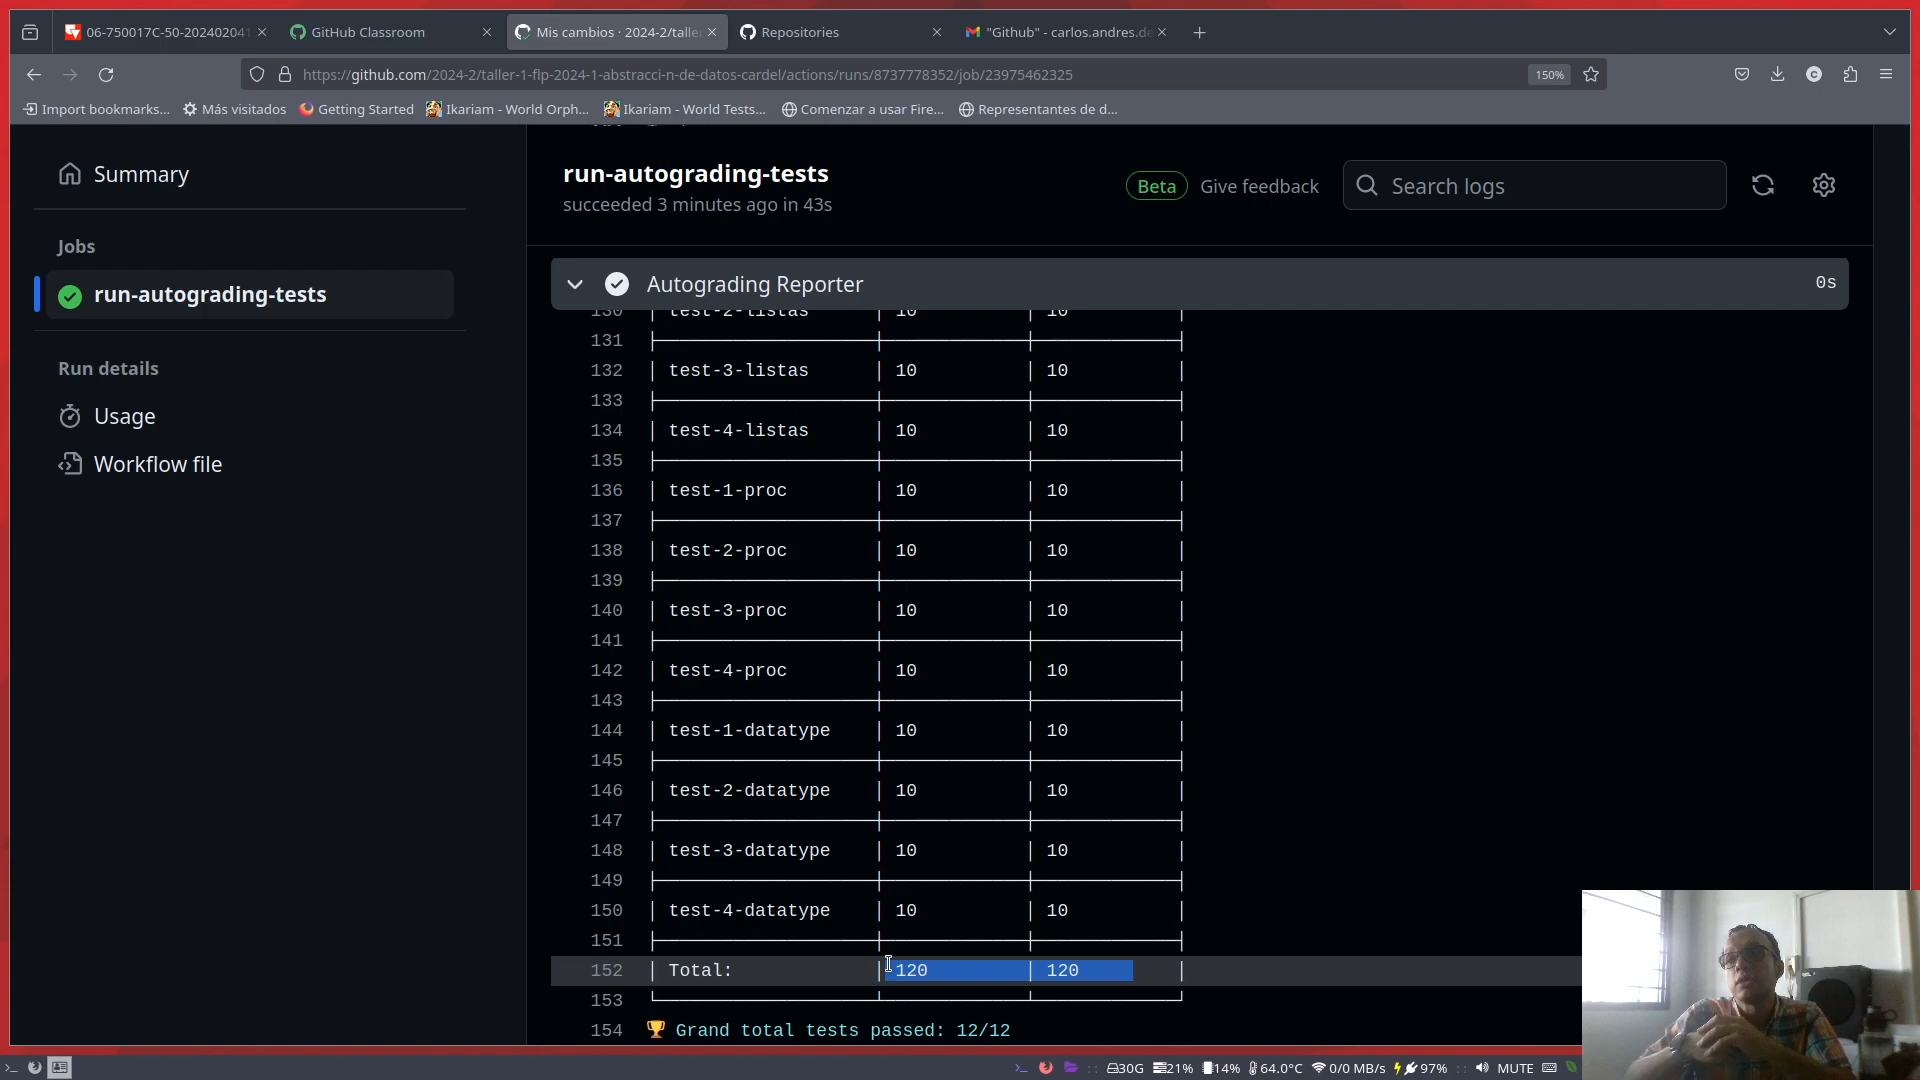 06-750017C-50-202402041
GitHub Classroom
Mis cambios · 2024-2/talle
Repositories
"Github" - carlos.andres.de
https://github.com/2024-2/taller-1-flp-2024-1-abstracci-n-de-datos-cardel/actions/runs/8737778352/job/23975462325
150%
Import bookmarks...
Más visitados
Getting Started
Ikariam - World Orph...
Ikariam - World Tests...
Comenzar a usar Fire...
Representantes de d...
Summary
Jobs
run-autograding-tests
Run details
Usage
Workflow file
run-autograding-tests
succeeded 3 minutes ago in 43s
Beta
Give feedback
Search logs
Autograding Reporter
0s
130 | test-2-listas | 10 | 10 |
131
132 | test-3-listas | 10 | 10 |
133
134 | test-4-listas | 10 | 10 |
135
136 | test-1-proc | 10 | 10 |
137
138 | test-2-proc | 10 | 10 |
139
140 | test-3-proc | 10 | 10 |
141
142 | test-4-proc | 10 | 10 |
143
144 | test-1-datatype | 10 | 10 |
145
146 | test-2-datatype | 10 | 10 |
147
148 | test-3-datatype | 10 | 10 |
149
150 | test-4-datatype | 10 | 10 |
151
152 | Total: | 120 | 120 |
153
154 🏆 Grand total tests passed: 12/12
30G 21% 14% 64.0°C 0/0 MB/s 97% MUTE